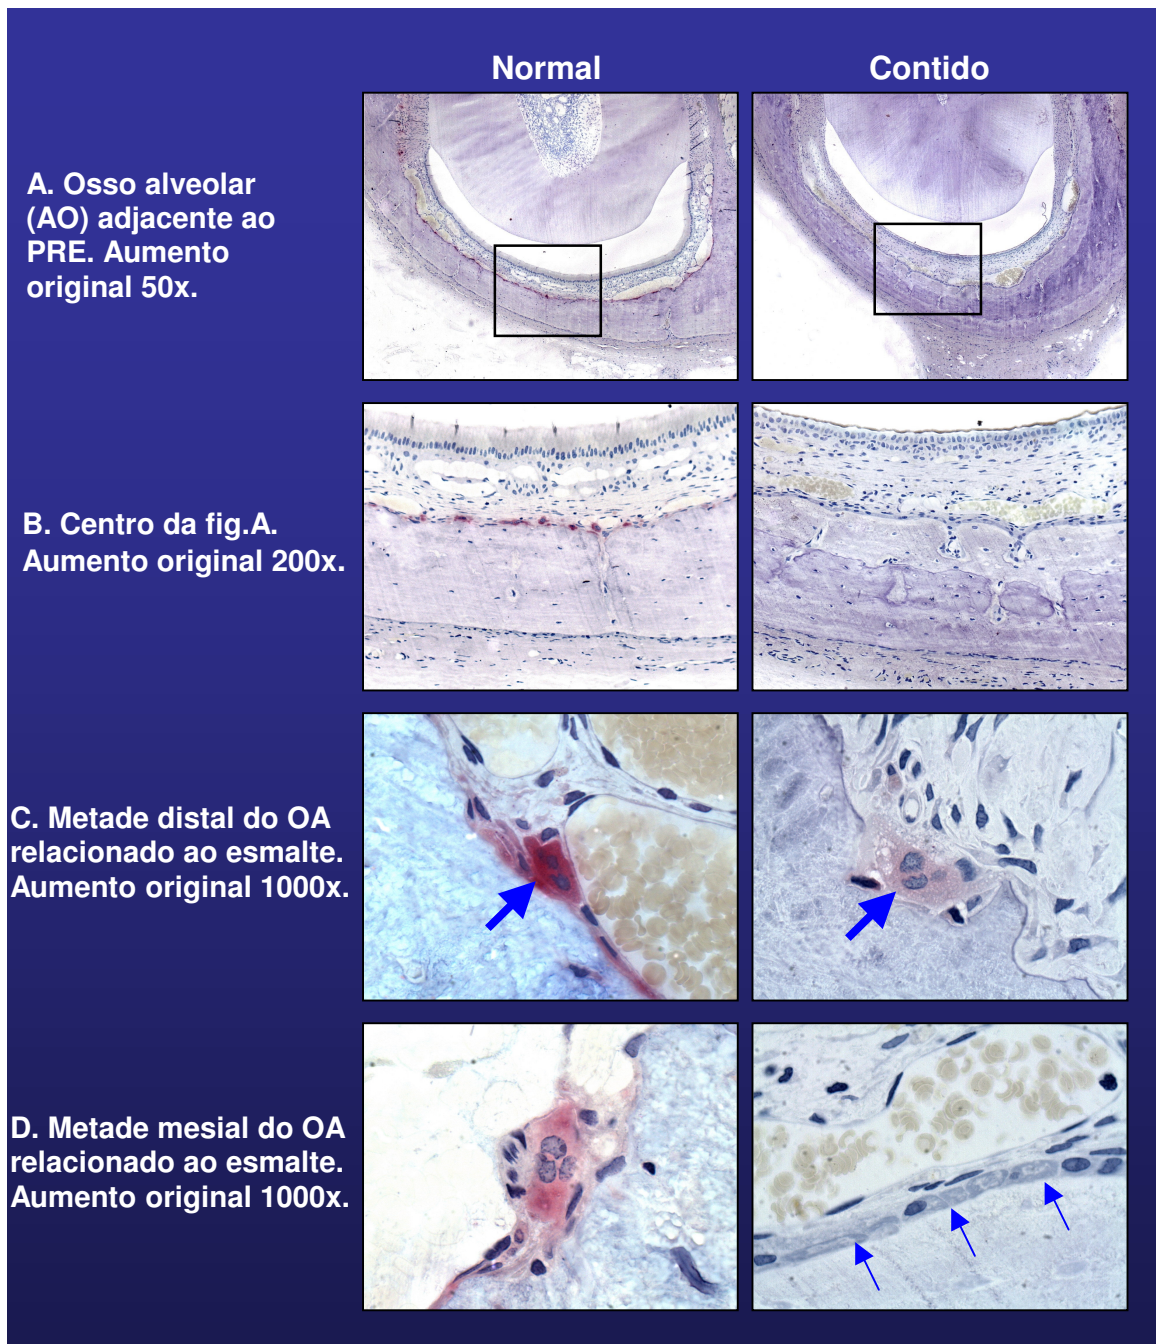 Normal
Contido
A. Osso alveolar
(AO) adjacente ao
PRE. Aumento
original 50x.
B. Centro da fig.A.
Aumento original 200x.
C. Metade distal do OA
relacionado ao esmalte.
Aumento original 1000x.
D. Metade mesial do OA
relacionado ao esmalte.
Aumento original 1000x.